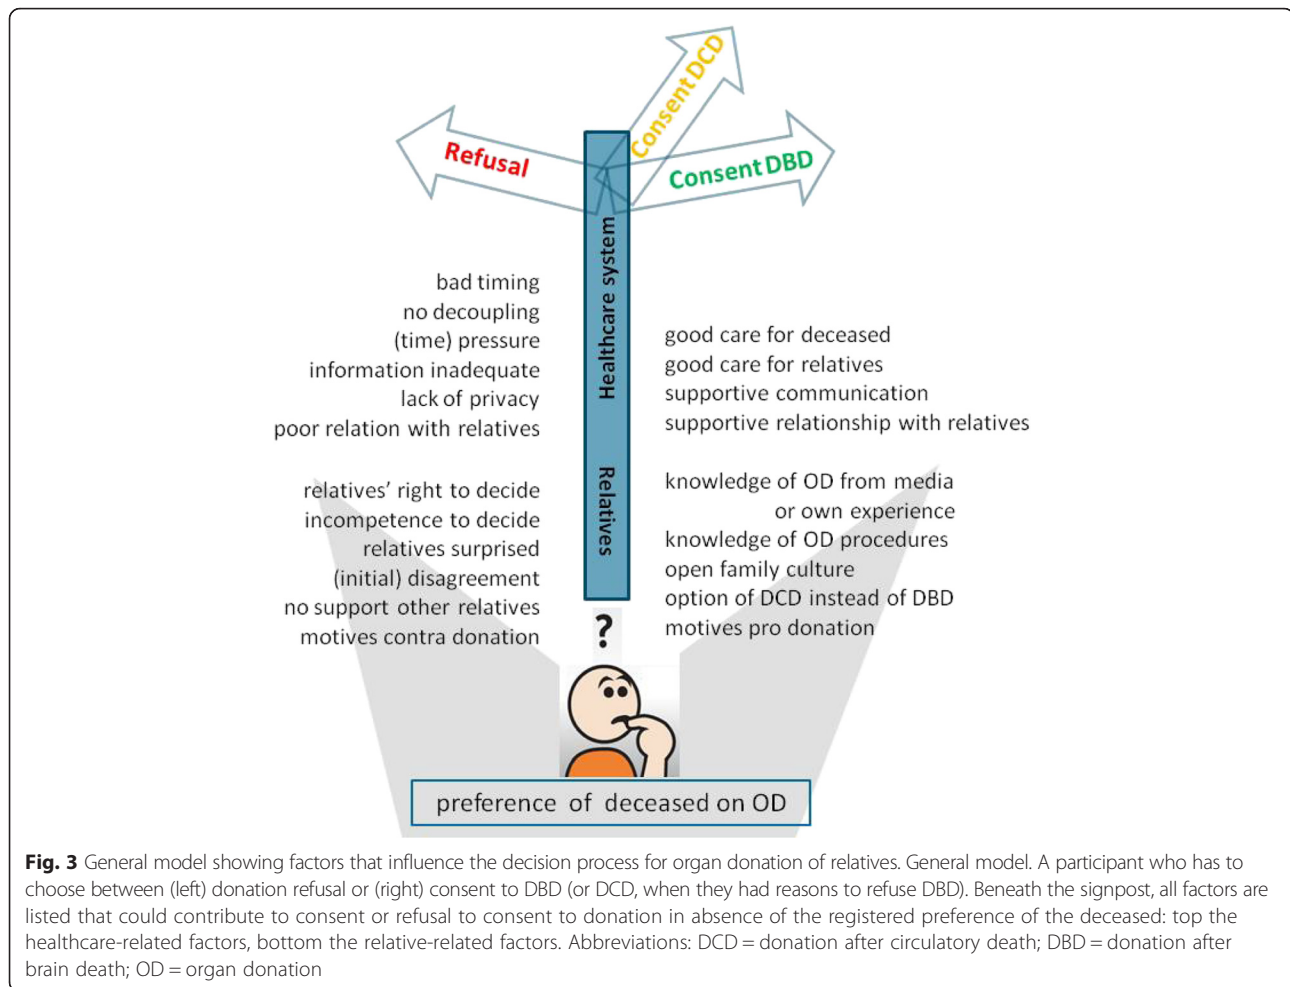 Consent DCD
Refusal
Consent DBD
Healthcare system
bad timing
no decoupling
(time) pressure
information inadequate
lack of privacy
poor relation with relatives
good care for deceased
good care for relatives
supportive communication
supportive relationship with relatives
Relatives
relatives’ right to decide
incompetence to decide
relatives surprised
(initial) disagreement
no support other relatives
motives contra donation
knowledge of OD from media
or own experience
knowledge of OD procedures
open family culture
option of DCD instead of DBD
motives pro donation
?
preference of deceased on OD
Fig. 3 General model showing factors that influence the decision process for organ donation of relatives. General model. A participant who has to
choose between (left) donation refusal or (right) consent to DBD (or DCD, when they had reasons to refuse DBD). Beneath the signpost, all factors are
listed that could contribute to consent or refusal to consent to donation in absence of the registered preference of the deceased: top the
healthcare-related factors, bottom the relative-related factors. Abbreviations: DCD = donation after circulatory death; DBD = donation after
brain death; OD = organ donation